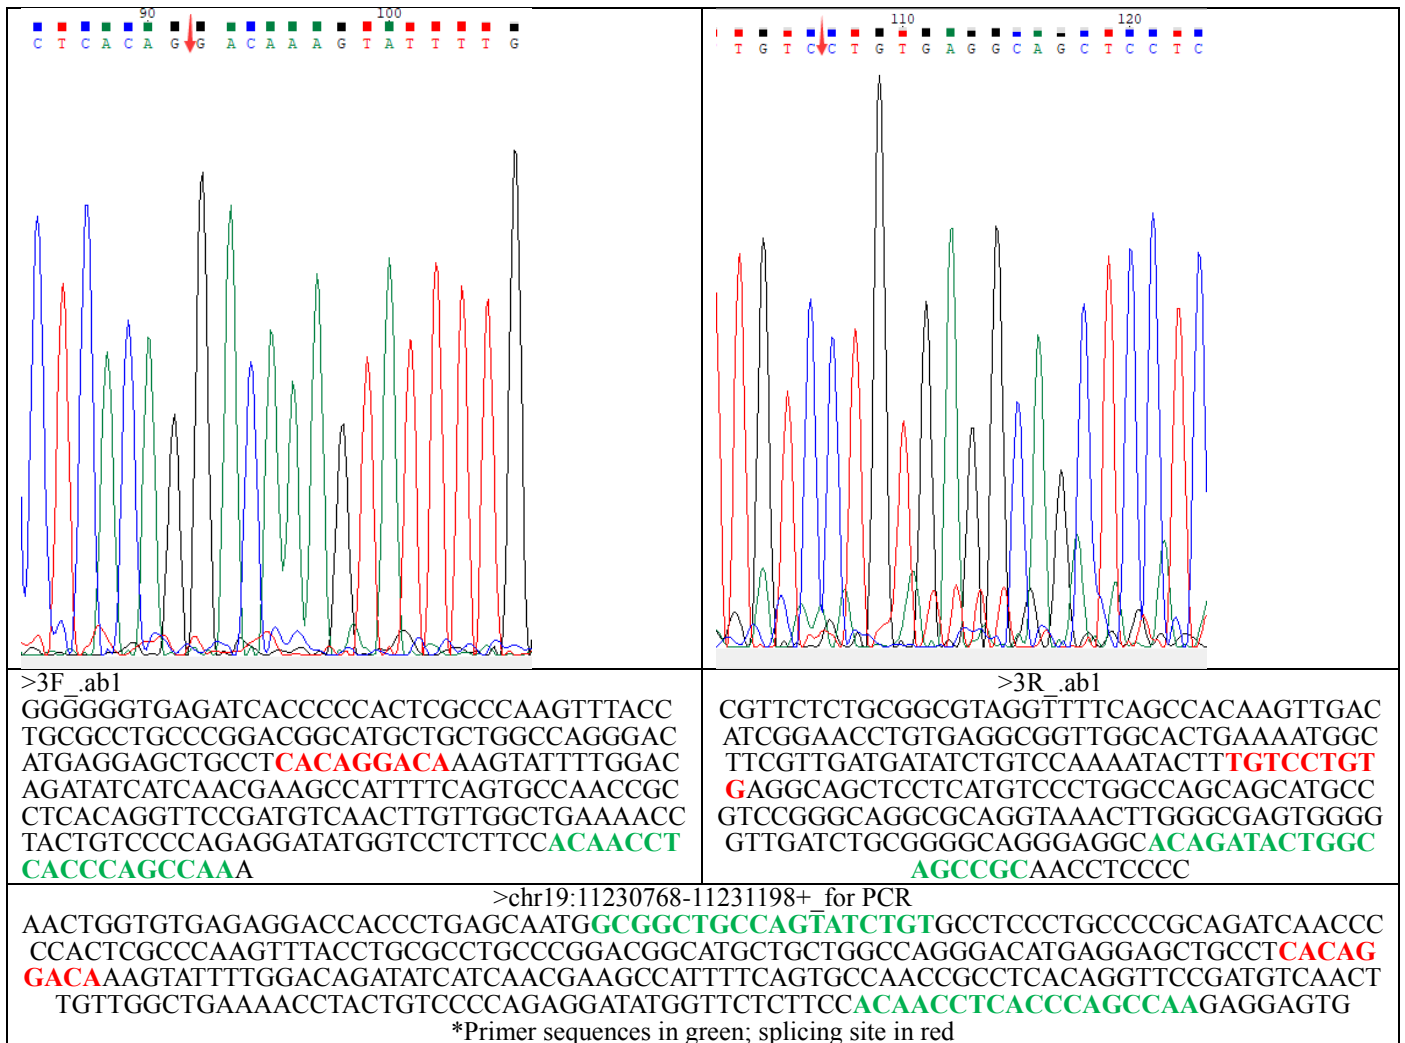 90 100
C T C A C A G G A C A A A G T A T T T T G
110 120
T G T C C T G T G A G G C A G C T C C T C
>3F_.ab1
GGGGGGTGAGATCACCCCCACTCGCCCAAGTTTACC
TGCGCCTGCCCGGACGGCATGCTGCTGGCCAGGGAC
ATGAGGAGCTGCCTCACAGGACAAAGTATTTTGGAC
AGATATCATCAACGAAGCCATTTTCAGTGCCAACCGC
CTCACAGGTTCCGATGTCAACTTGTTGGCTGAAAACC
TACTGTCCCCAGAGGATATGGTCCTCTTCCACAACCT
CACCCAGCCAAA
>3R_.ab1
CGTTCTCTGCGGCGTAGGTTTTCAGCCACAAGTTGAC
ATCGGAACCTGTGAGGCGGTTGGCACTGAAAATGGC
TTCGTTGATGATATCTGTCCAAAATACTTTGTCCTGT
GAGGCAGCTCCTCATGTCCCTGGCCAGCAGCATGCC
GTCCGGGCAGGCGCAGGTAAACTTGGGCGAGTGGGG
GTTGATCTGCGGGGCAGGGAGGCACAGATACTGGC
AGCCGCAACCTCCCC
>chr19:11230768-11231198+_for PCR
AACTGGTGTGAGAGGACCACCCTGAGCAATGGCGGCTGCCAGTATCTGTGCCTCCCTGCCCCGCAGATCAACCC
CCACTCGCCCAAGTTTACCTGCGCCTGCCCGGACGGCATGCTGCTGGCCAGGGACATGAGGAGCTGCCTCACAG
GACAAAGTATTTTGGACAGATATCATCAACGAAGCCATTTTCAGTGCCAACCGCCTCACAGGTTCCGATGTCAACT
TGTTGGCTGAAAACCTACTGTCCCCAGAGGATATGGTTCTCTTCCACAACCTCACCCAGCCAAGAGGAGTG
*Primer sequences in green; splicing site in red